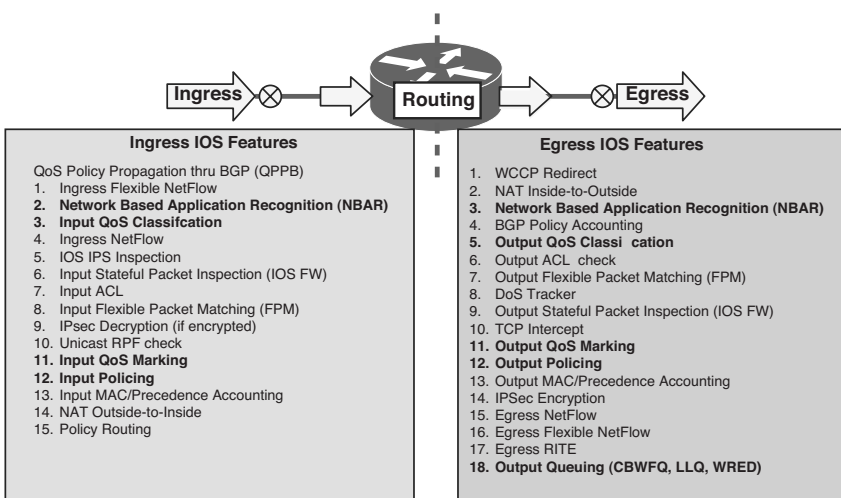 Ingress
Routing
Egress
Ingress IOS Features
QoS Policy Propagation thru BGP (QPPB)
1. Ingress Flexible NetFlow
2. Network Based Application Recognition (NBAR)
3. Input QoS Classifcation
4. Ingress NetFlow
5. IOS IPS Inspection
6. Input Stateful Packet Inspection (IOS FW)
7. Input ACL
8. Input Flexible Packet Matching (FPM)
9. IPsec Decryption (if encrypted)
10. Unicast RPF check
11. Input QoS Marking
12. Input Policing
13. Input MAC/Precedence Accounting
14. NAT Outside-to-Inside
15. Policy Routing
Egress IOS Features
1. WCCP Redirect
2. NAT Inside-to-Outside
3. Network Based Application Recognition (NBAR)
4. BGP Policy Accounting
5. Output QoS Classi cation
6. Output ACL check
7. Output Flexible Packet Matching (FPM)
8. DoS Tracker
9. Output Stateful Packet Inspection (IOS FW)
10. TCP Intercept
11. Output QoS Marking
12. Output Policing
13. Output MAC/Precedence Accounting
14. IPSec Encryption
15. Egress NetFlow
16. Egress Flexible NetFlow
17. Egress RITE
18. Output Queuing (CBWFQ, LLQ, WRED)